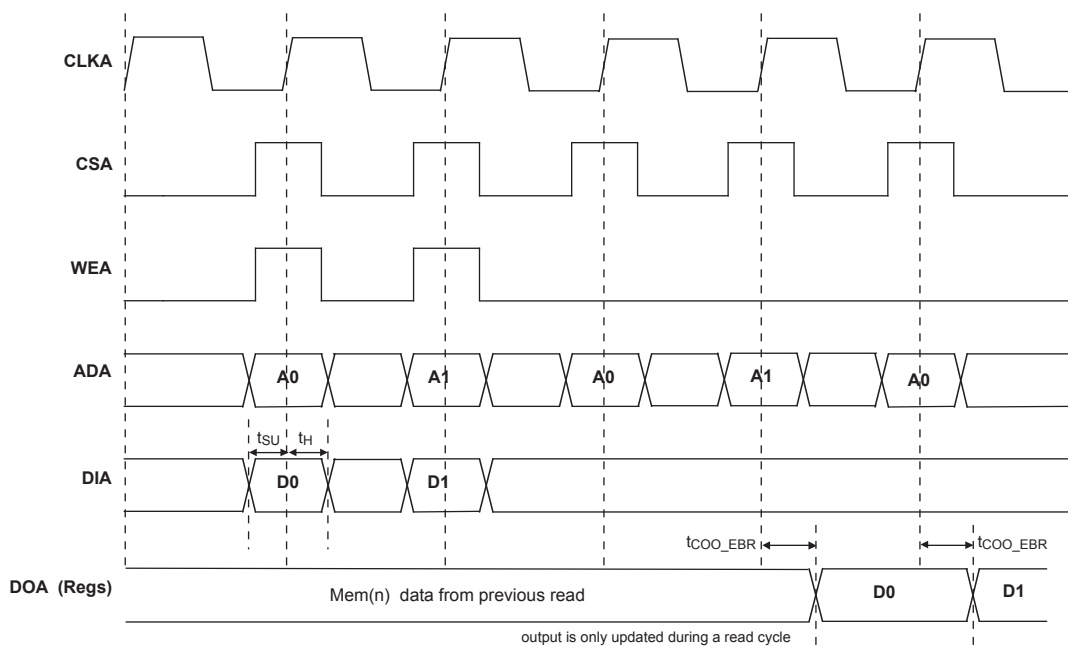 CLKA
CSA
WEA
ADA A0 A1 A0 A1 A0
tSU tH
DIA D0 D1
tCOO_EBR tCOO_EBR
DOA (Regs) Mem(n) data from previous read D0 D1
output is only updated during a read cycle